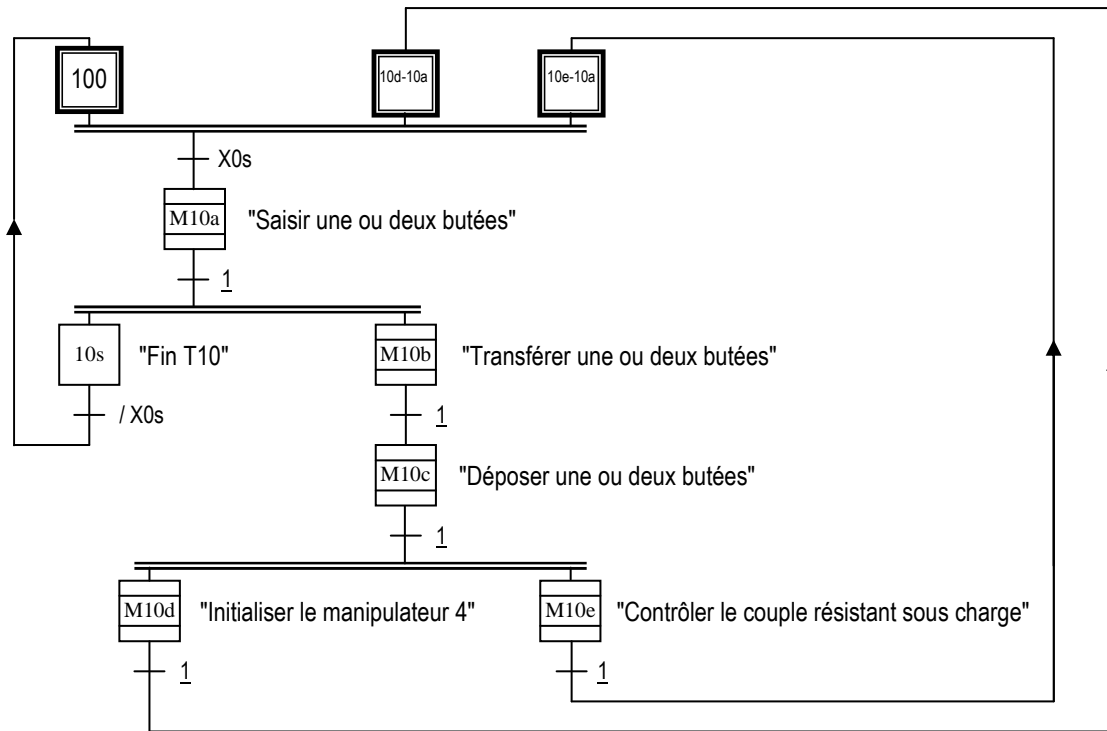 100
10d-10a
10e-10a
X0s
M10a "Saisir une ou deux butées"
1
10s "Fin T10"
M10b "Transférer une ou deux butées"
/ X0s
1
M10c "Déposer une ou deux butées"
1
M10d "Initialiser le manipulateur 4"
M10e "Contrôler le couple résistant sous charge"
1
1